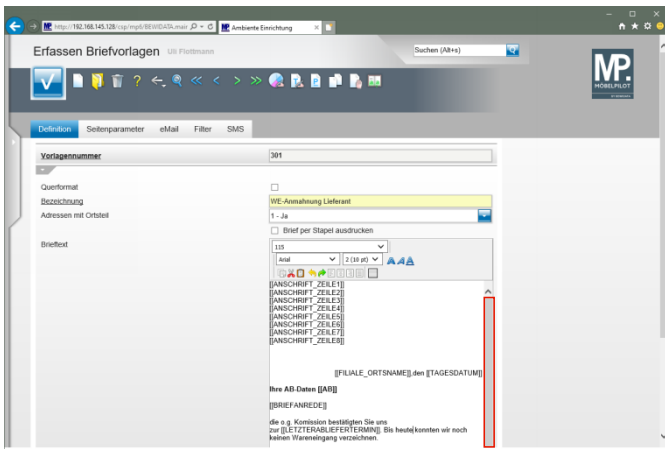 http://192.168.145.128/csp/mp6/BEWIDATA.mair
Ambiente Einrichtung
Erfassen Briefvorlagen Uli Flottmann
Suchen (Alt+s)
MP.
MÖBELPILOT
Definition Seitenparameter eMail Filter SMS
Vorlagennummer 301
Querformat
Bezeichnung WE-Anmahnung Lieferant
Adressen mit Ortsteil 1 - Ja
Brief per Stapel ausdrucken
Brieftext 115
Arial 2 (10 pt) A A A
[[ANSCHRIFT_ZEILE1]]
[[ANSCHRIFT_ZEILE2]]
[[ANSCHRIFT_ZEILE3]]
[[ANSCHRIFT_ZEILE4]]
[[ANSCHRIFT_ZEILE5]]
[[ANSCHRIFT_ZEILE6]]
[[ANSCHRIFT_ZEILE7]]
[[ANSCHRIFT_ZEILE8]]
[[FILIALE_ORTSNAME]],den [[TAGESDATUM]]
Ihre AB-Daten [[AB]]
[[BRIEFANREDE]]
die o.g. Komission bestätigten Sie uns
zur [[LETZTERABLIEFERTERMIN]]. Bis heute konnten wir noch
keinen Wareneingang verzeichnen.